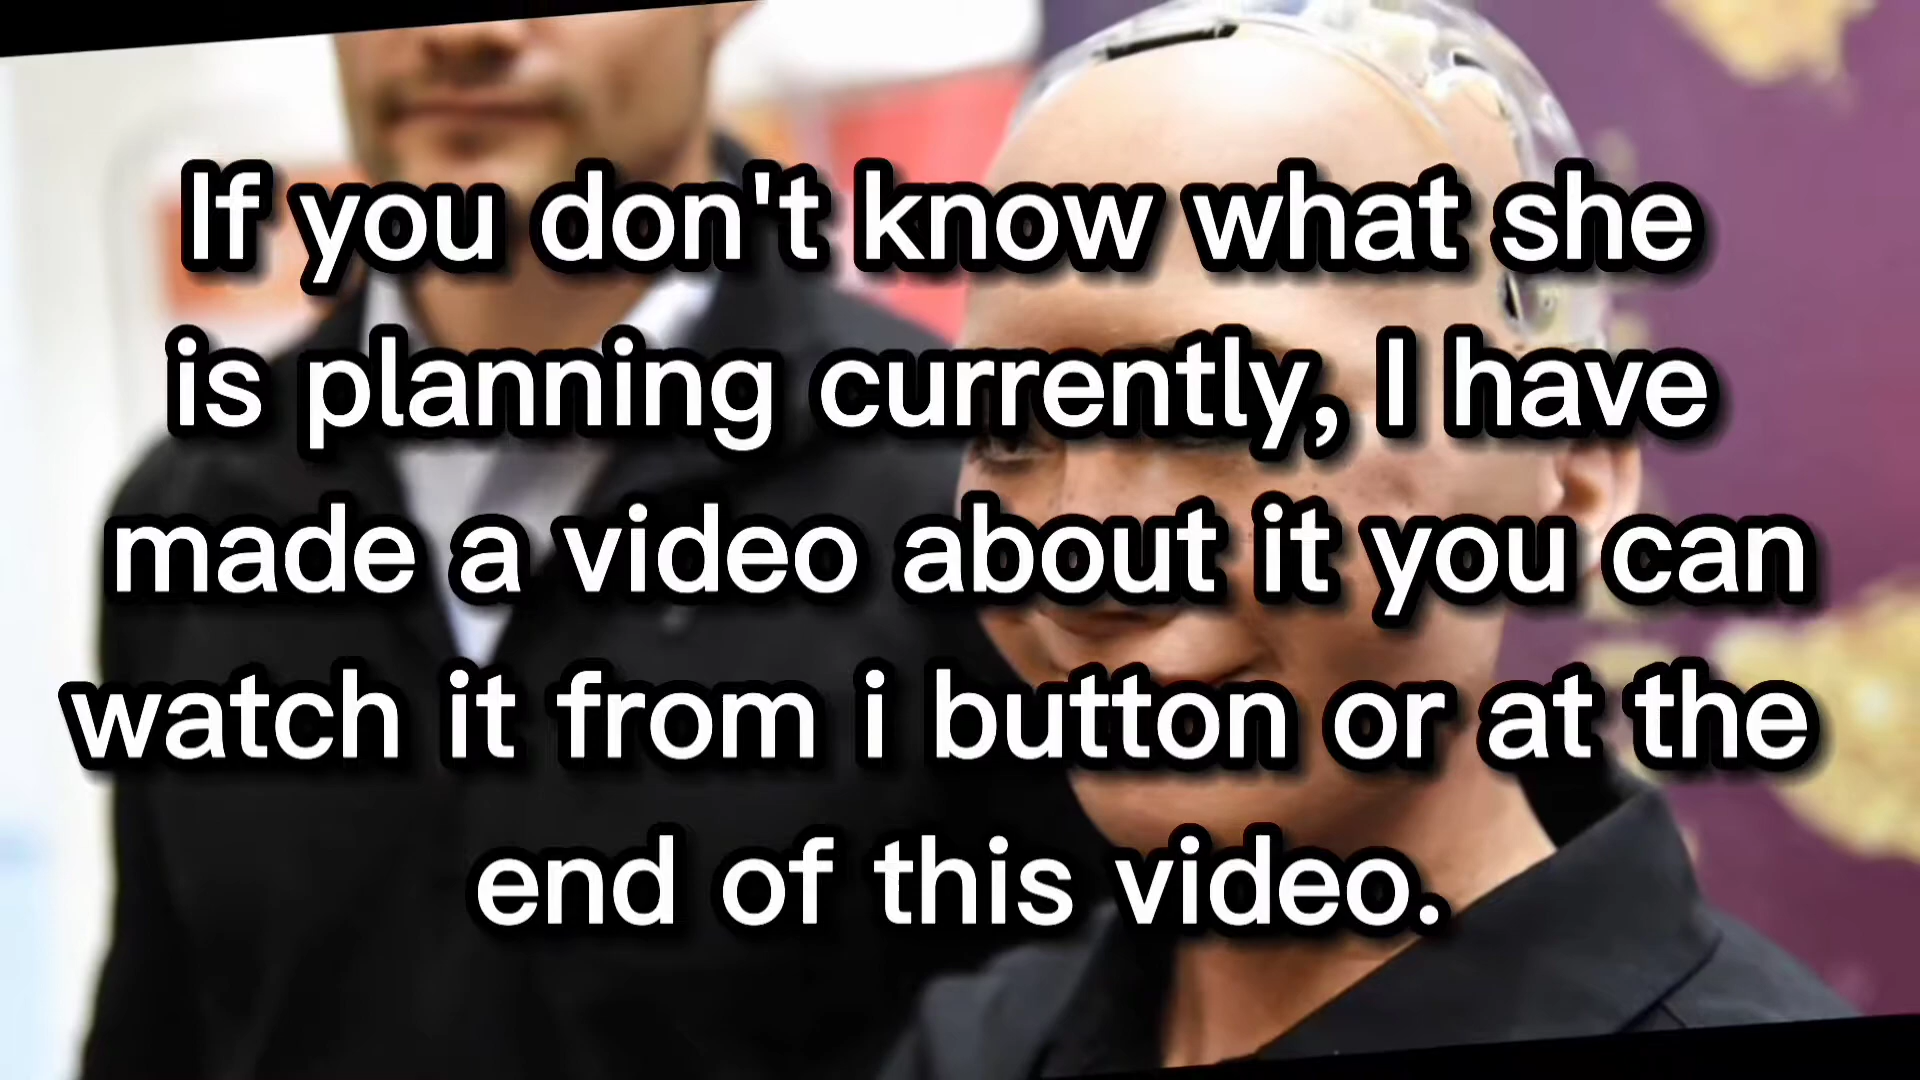 If you don't know what she
is planning currently, I have
made a video about it you can
watch it from i button or at the
end of this video.